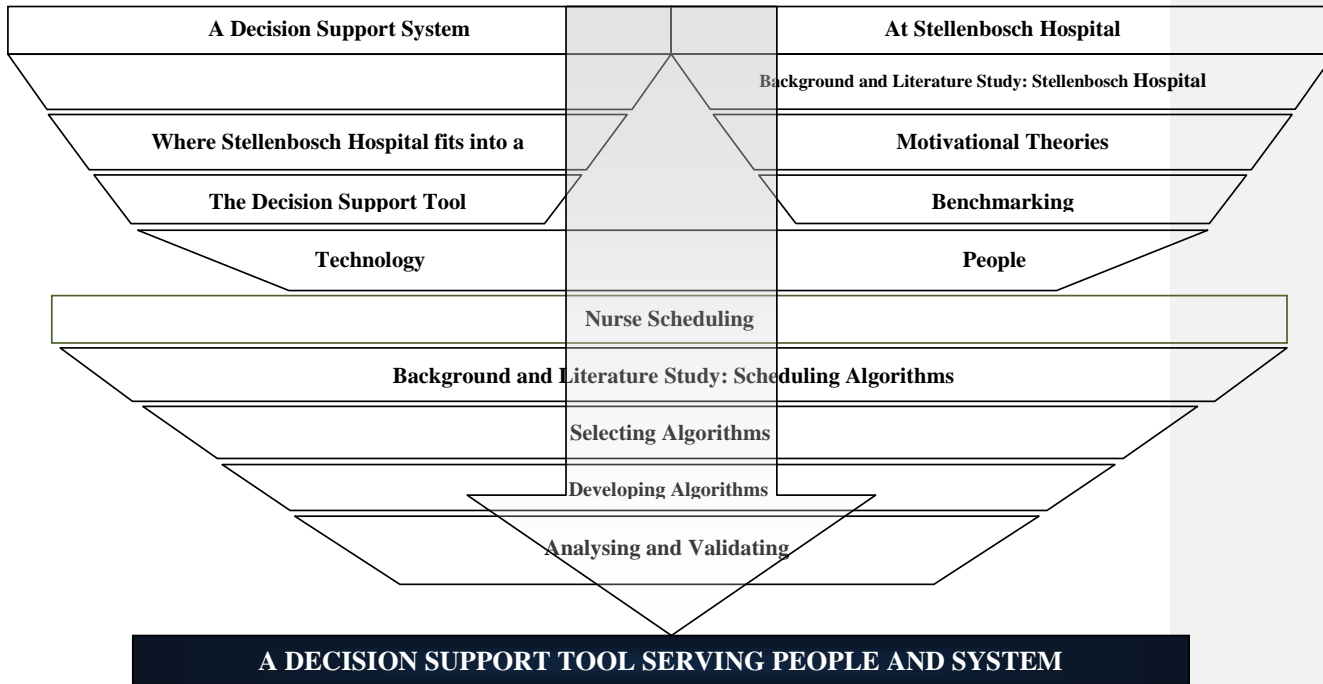 A Decision Support System
At Stellenbosch Hospital
Background and Literature Study: Stellenbosch Hospital
Where Stellenbosch Hospital fits into a
Motivational Theories
The Decision Support Tool
Benchmarking
Technology
People
Nurse Scheduling
Background and Literature Study: Scheduling Algorithms
Selecting Algorithms
Developing Algorithms
Analysing and Validating
A DECISION SUPPORT TOOL SERVING PEOPLE AND SYSTEM